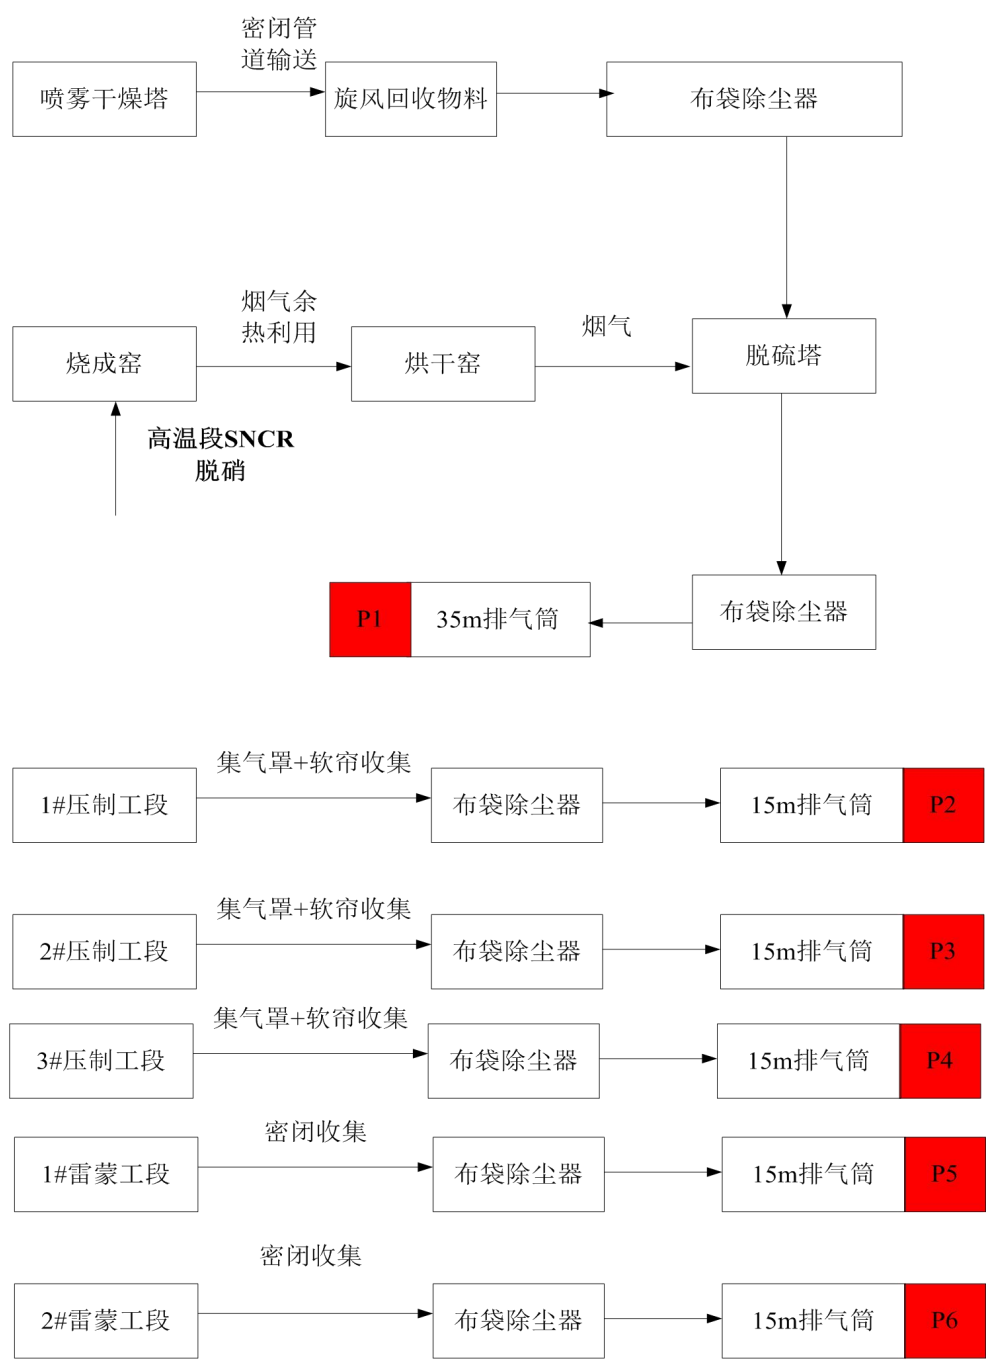 密闭管
道输送
喷雾干燥塔
旋风回收物料
布袋除尘器
烟气余
热利用
烟气
烧成窑
烘干窑
脱硫塔
高温段SNCR
脱硝
P1
35m排气筒
布袋除尘器
集气罩+软帘收集
1#压制工段
布袋除尘器
15m排气筒
P2
集气罩+软帘收集
2#压制工段
布袋除尘器
15m排气筒
P3
集气罩+软帘收集
3#压制工段
布袋除尘器
15m排气筒
P4
密闭收集
1#雷蒙工段
布袋除尘器
15m排气筒
P5
密闭收集
2#雷蒙工段
布袋除尘器
15m排气筒
P6